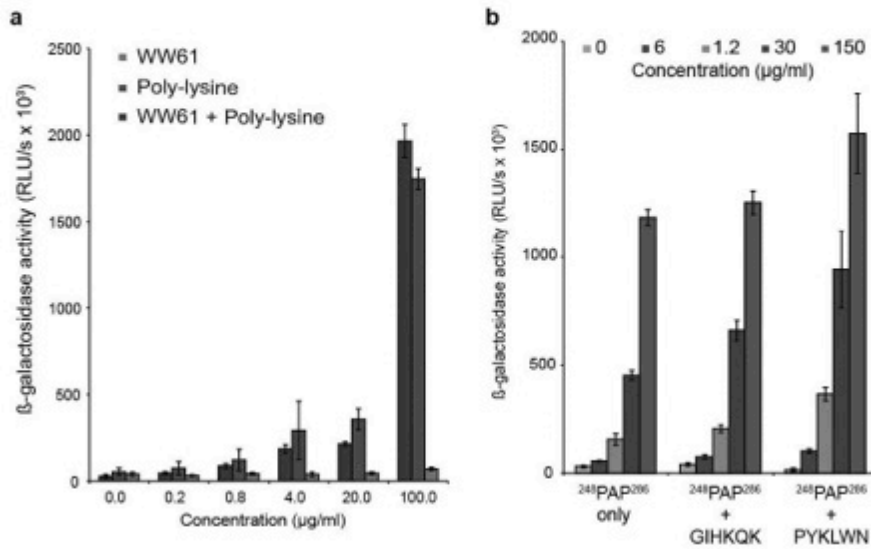 a
WW61
Poly-lysine
WW61 + Poly-lysine
ß-galactosidase activity (RLU/s x 10³)
2500
2000
1500
1000
500
0
0.0 0.2 0.8 4.0 20.0 100.0
Concentration (µg/ml)
b
0 6 1.2 30 150
Concentration (µg/ml)
ß-galactosidase activity (RLU/s x 10³)
2000
1500
1000
500
0
²⁴⁸PAP²⁸⁶ only
²⁴⁸PAP²⁸⁶ + GIHKQK
²⁴⁸PAP²⁸⁶ + PYKLWN